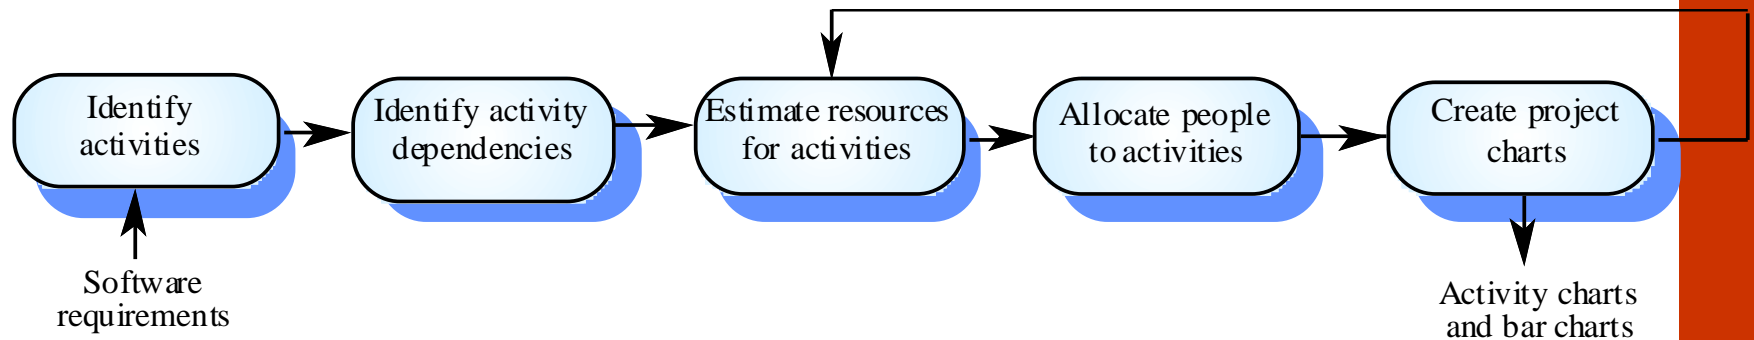 Identify
activities
Identify activity
dependencies
Estimate resources
for activities
Allocate people
to activities
Create project
charts
Software
requirements
Activity charts
and bar charts